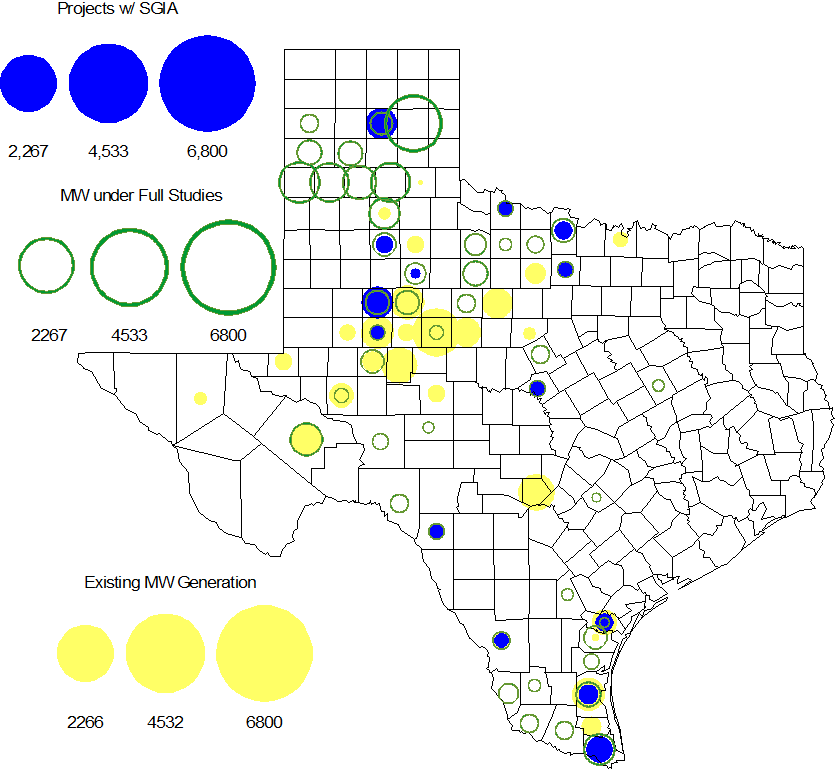 Projects w/ SGIA
2,267 4,533 6,800
MW under Full Studies
2267 4533 6800
Existing MW Generation
2266 4532 6800